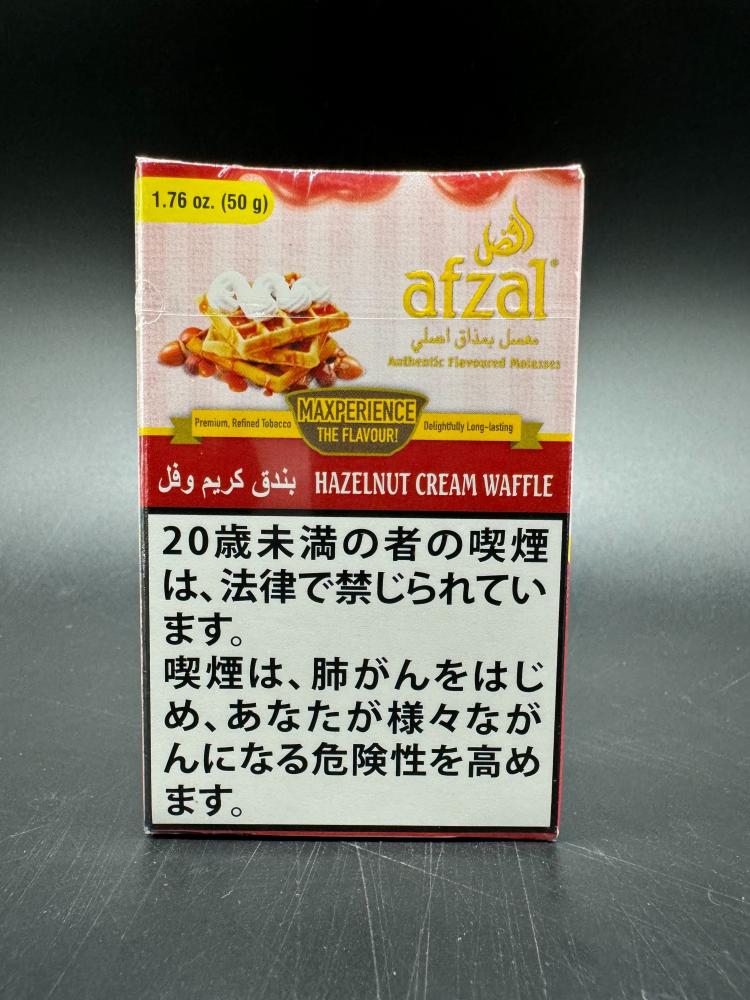 1.76 oz. (50 g)
أفضل
afzal®
معسل بمذاق اصلي
Authentic Flavoured Molasses
MAXPERIENCE
THE FLAVOUR!
Premium, Refined Tobacco
Delightfully Long-lasting
بندق كريم وفل
HAZELNUT CREAM WAFFLE
20歳未満の者の喫煙
は、法律で禁じられてい
ます。
喫煙は、肺がんをはじ
め、あなたが様々なが
んになる危険性を高め
ます。